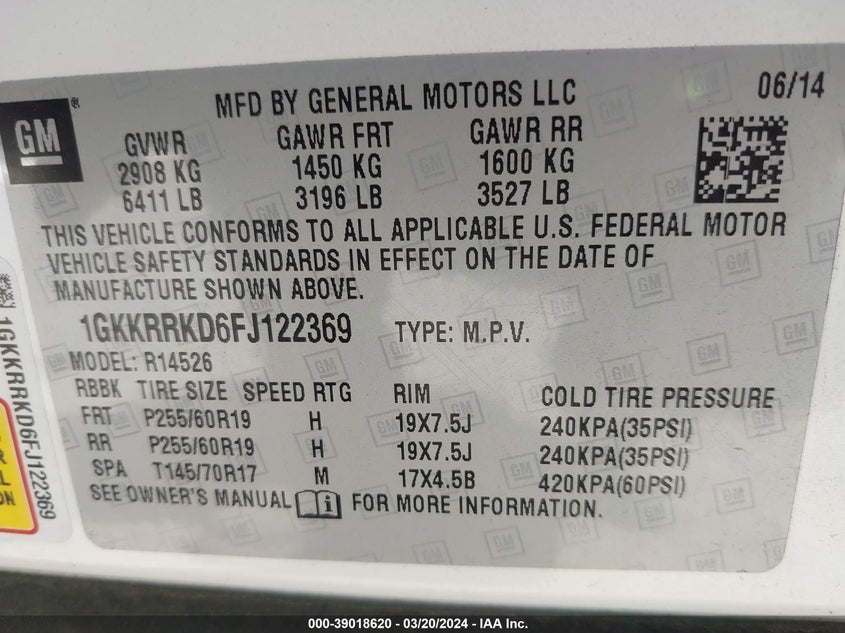 GM ®
MFD BY GENERAL MOTORS LLC 06/14
GVWR GAWR FRT GAWR RR
2908 KG 1450 KG 1600 KG
6411 LB 3196 LB 3527 LB
THIS VEHICLE CONFORMS TO ALL APPLICABLE U.S. FEDERAL MOTOR
VEHICLE SAFETY STANDARDS IN EFFECT ON THE DATE OF
MANUFACTURE SHOWN ABOVE.
1GKKRRKD6FJ122369 TYPE: M.P.V.
MODEL: R14526
RBBK TIRE SIZE SPEED RTG RIM COLD TIRE PRESSURE
FRT P255/60R19 H 19X7.5J 240KPA(35PSI)
RR P255/60R19 H 19X7.5J 240KPA(35PSI)
SPA T145/70R17 M 17X4.5B 420KPA(60PSI)
SEE OWNER'S MANUAL i FOR MORE INFORMATION.
1GKKRRKD6FJ122369
000-39018620 - 03/20/2024 - IAA Inc.